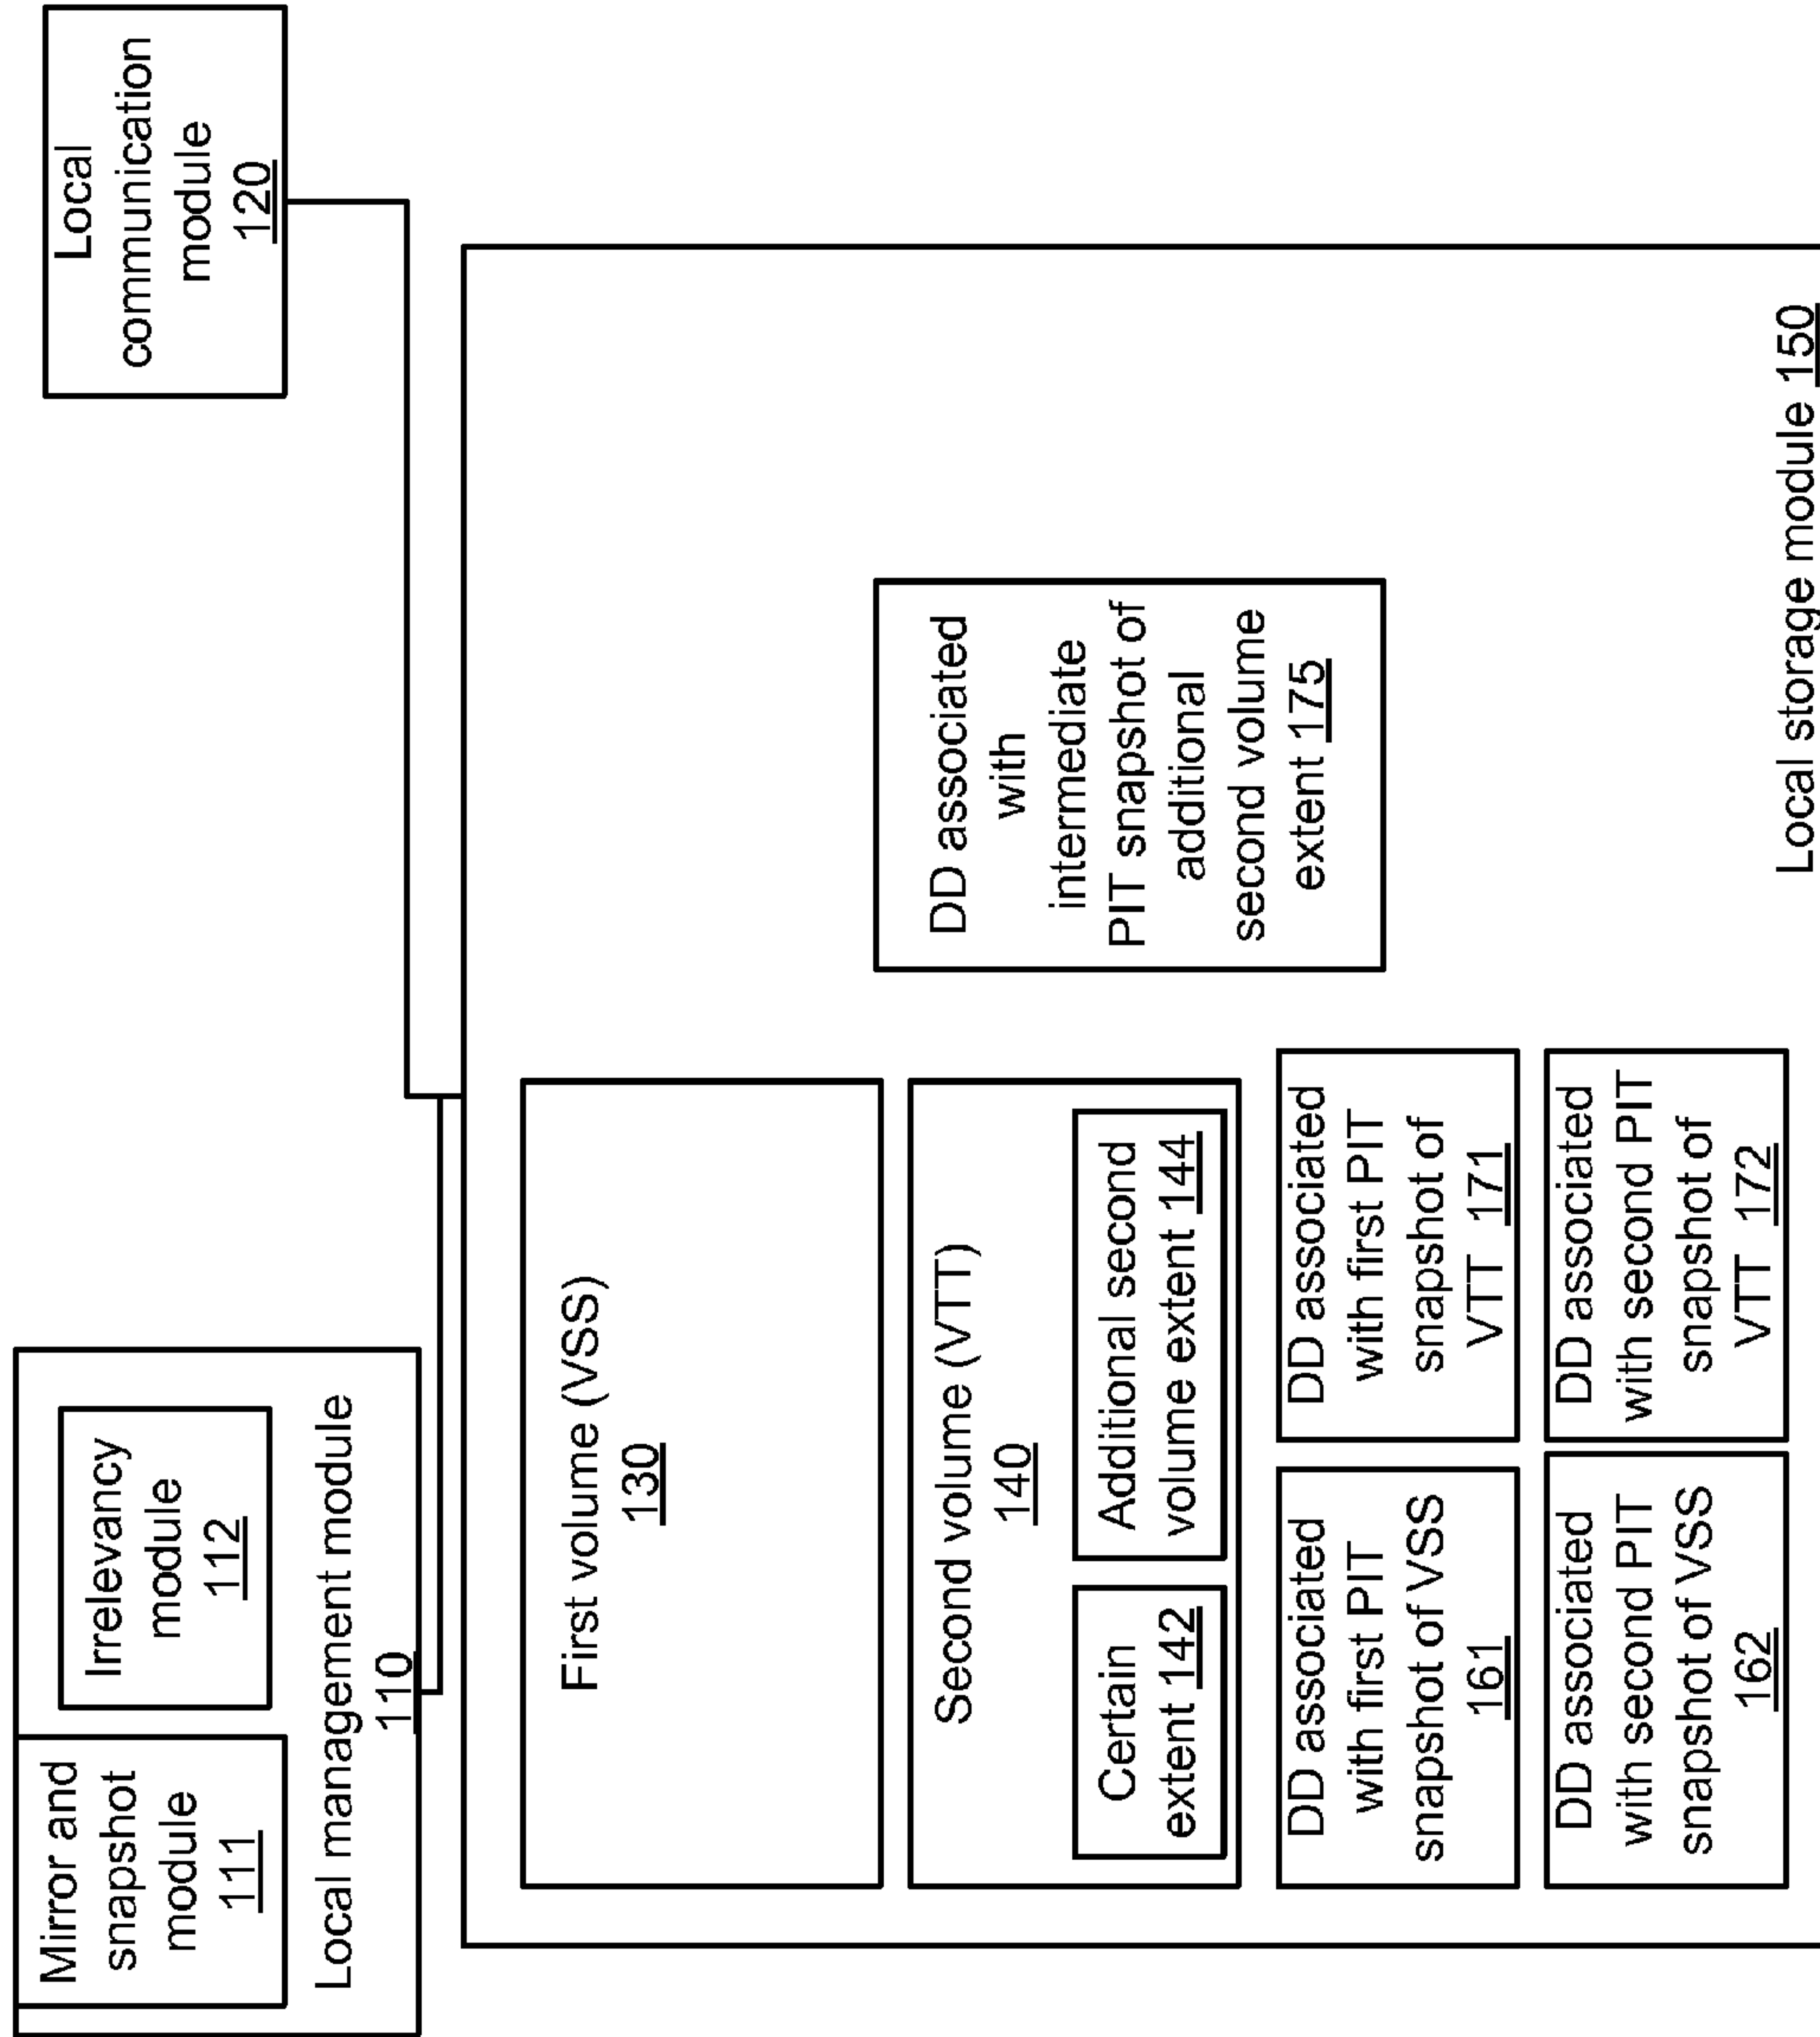 Mirror and
snapshot
module
111
Irrelevancy
module
112
Local management module
110
Local
communication
module
120
First volume (VSS)
130
Second volume (VTT)
140
Certain
extent 142
Additional second
volume extent 144
DD associated
with first PIT
snapshot of VSS
161
DD associated
with first PIT
snapshot of
VTT 171
DD associated
with second PIT
snapshot of VSS
162
DD associated
with second PIT
snapshot of
VTT 172
DD associated
with
intermediate
PIT snapshot of
additional
second volume
extent 175
Local storage module 150